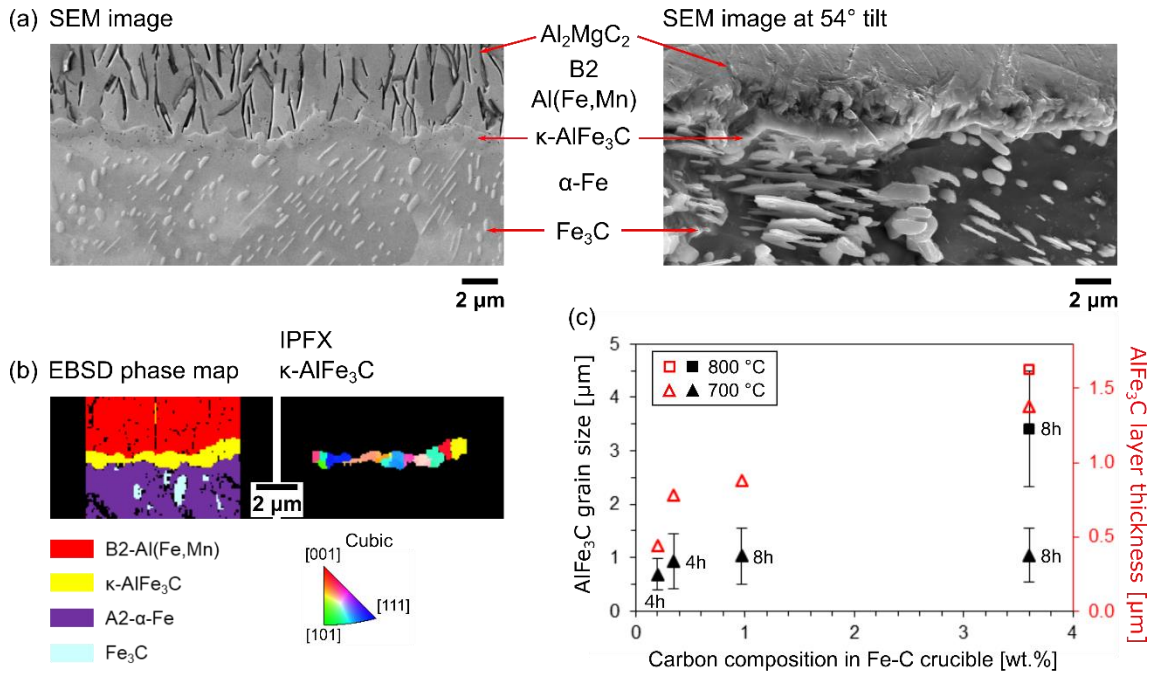 (a) SEM image
SEM image at 54° tilt
Al₂MgC₂
B2
Al(Fe,Mn)
κ-AlFe₃C
α-Fe
Fe₃C
2 µm
2 µm
(b) EBSD phase map
IPFX
κ-AlFe₃C
2 µm
B2-Al(Fe,Mn)
κ-AlFe₃C
A2-α-Fe
Fe₃C
Cubic
[001]
[111]
[101]
(c)
AlFe₃C grain size [µm]
5
4
3
2
1
0
800 °C
700 °C
4h
4h
8h
8h
8h
0
1
2
3
4
Carbon composition in Fe-C crucible [wt.%]
1.5
1.0
0.5
0.0
AlFe₃C layer thickness [µm]